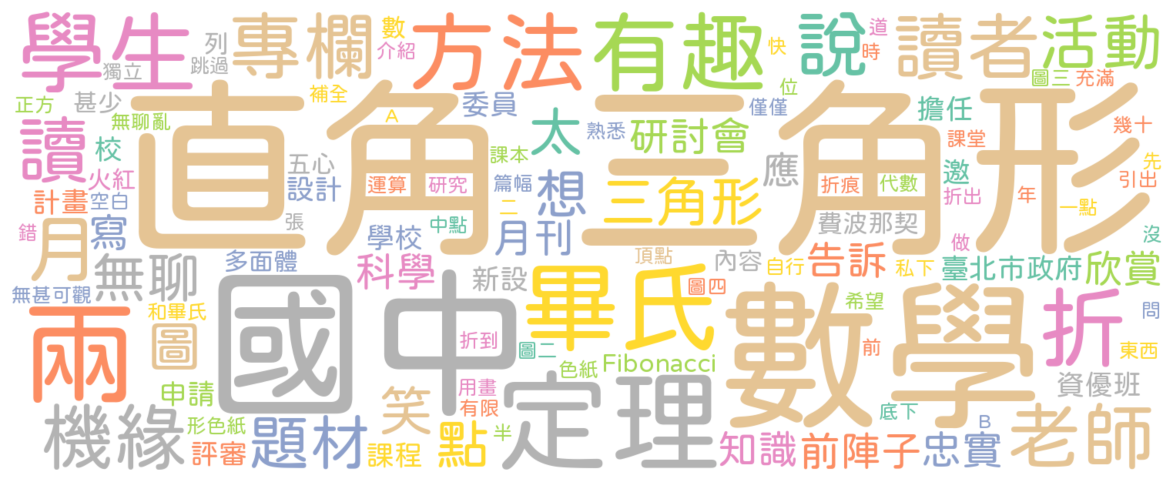 學生
專欄
方法
有趣
說
讀者
活動
列
跳過
獨立
數
介紹
快
道
時
圖三
充滿
正方
甚少
無聊亂
補全
委員
A
直角三角形
位
僅僅
擔任
幾十
讀
校
火紅
計畫
空白
五心
設計
運算
研究
課本
篇幅
二
太
熟悉
研討會
想
三角形
應
折痕
代數
課堂
邀
折出
先
引出
年
一點
錯
月
寫
張
學校
中點
月刊
費波那契
做
沒
無聊
多面體
科學
新設
頂點
內容
自行
告訴
私下
臺北市政府
欣賞
無甚可觀
和畢氏
兩
圖
國中
折到
圖二
畢氏
色紙
Fibonacci
圖四
數學
希望
前
折
問
東西
資優班
申請
形色紙
機緣
評審
題材
笑
課程
用畫
有限
點
半
定理
知識
前陣子
底下
忠實
B
老師